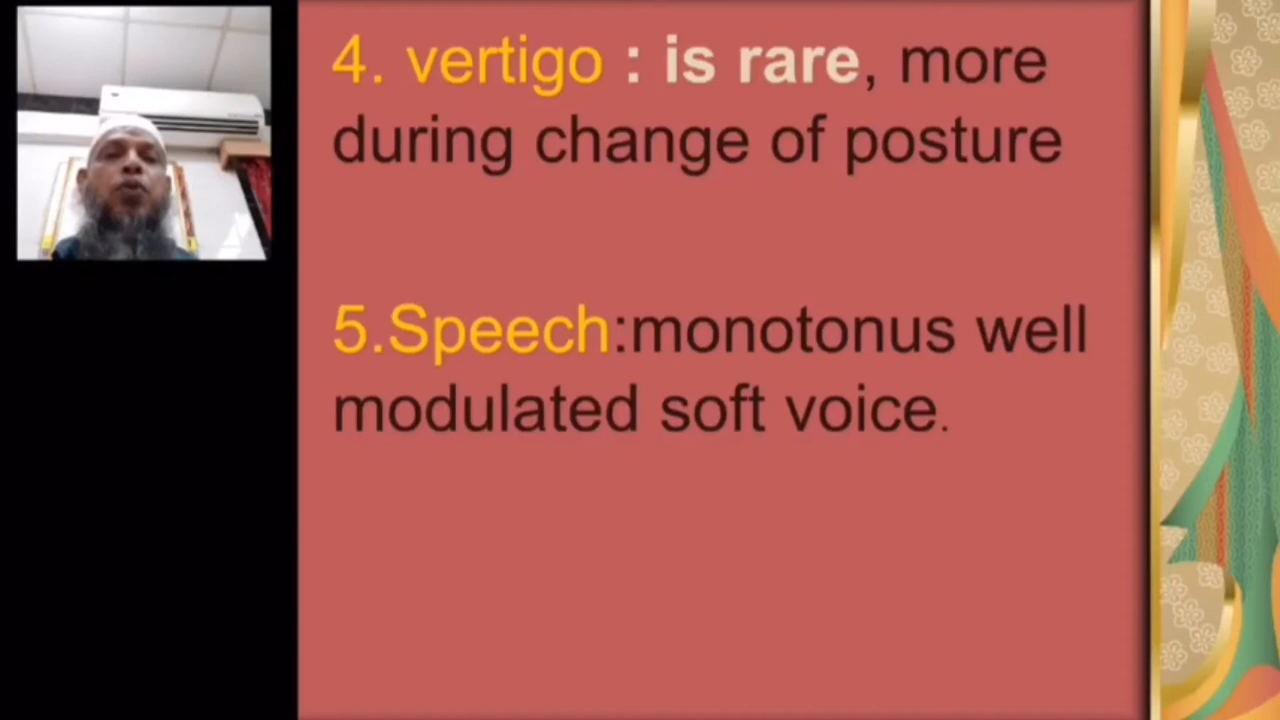 4. vertigo : is rare, more
during change of posture
5.Speech:monotonus well
modulated soft voice.